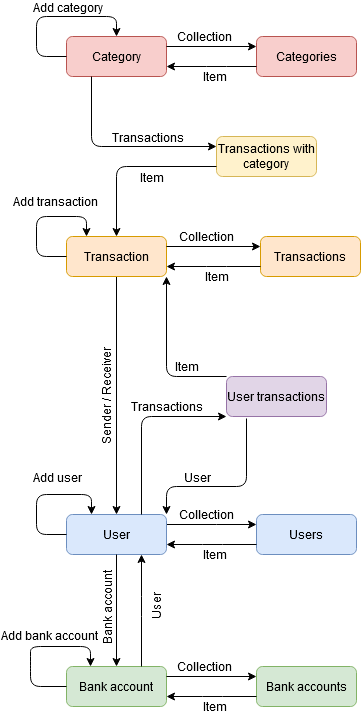 Add category
Collection
Category
Categories
Item
Transactions
Transactions with
category
Item
Add transaction
Collection
Transaction
Transactions
Item
Item
Sender / Receiver
User transactions
Transactions
Add user
User
Collection
User
Users
Item
Bank account
User
Add bank account
Collection
Bank account
Bank accounts
Item